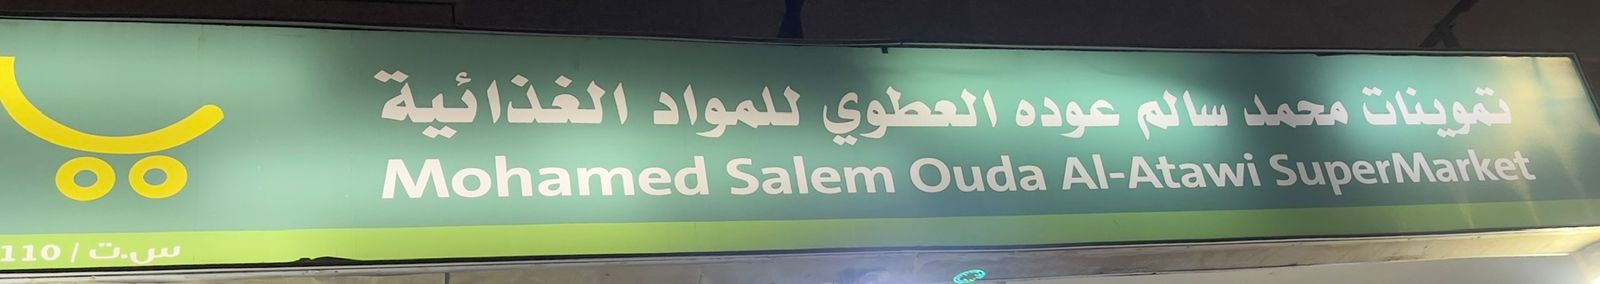 تموينات محمد سالم عوده العطوي للمواد الغذائية
Mohamed Salem Ouda Al-Atawi SuperMarket
س.ت / 110